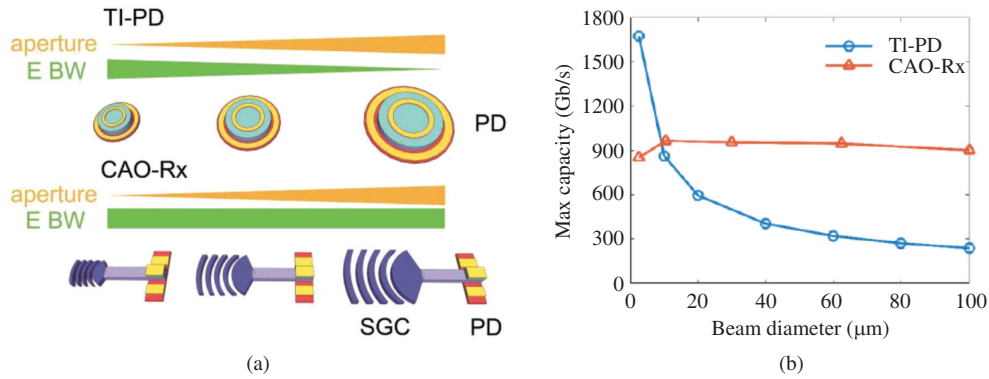 TI-PD
aperture
E BW
PD
CAO-Rx
aperture
E BW
SGC
PD
(a)
Max capacity (Gb/s)
1800
1500
1200
900
600
300
0
0
20
40
60
80
100
Beam diameter (μm)
Tl-PD
CAO-Rx
(b)